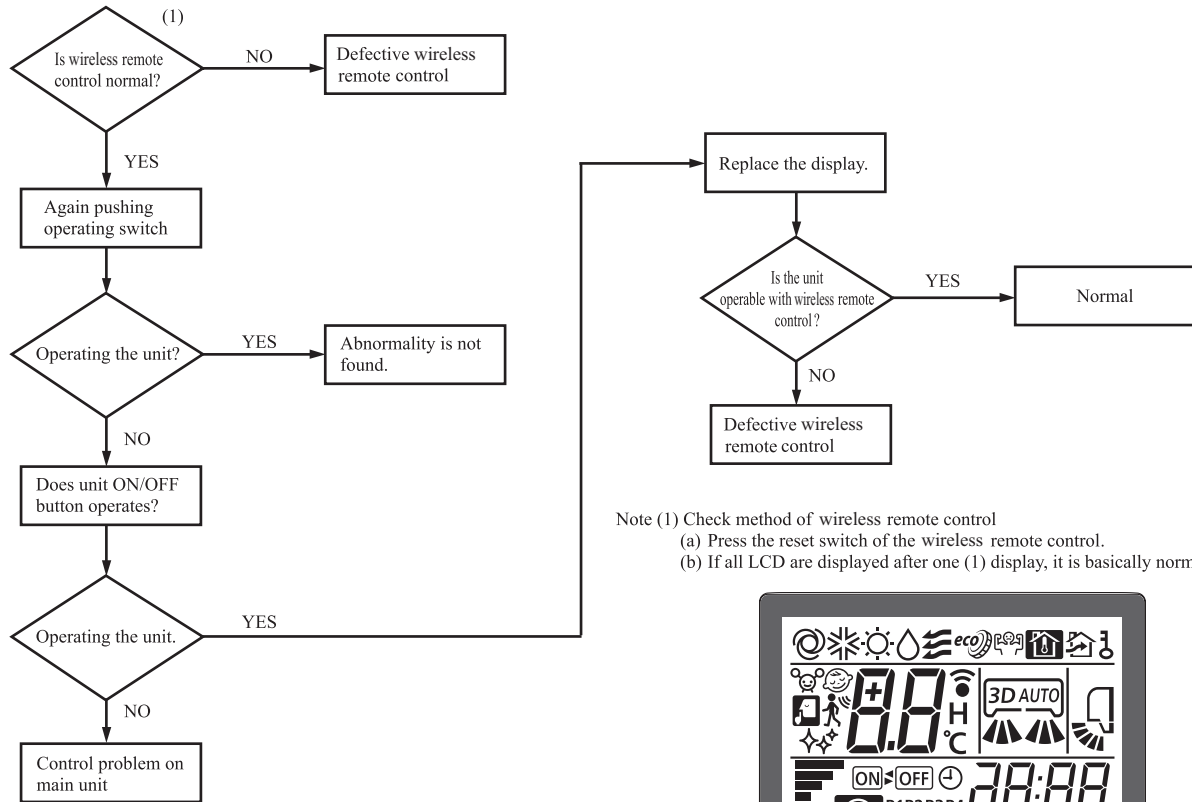 (1)
Is wireless remote
control normal?
NO
Defective wireless
remote control
YES
Again pushing
operating switch
Operating the unit?
YES
Abnormality is not
found.
NO
Does unit ON/OFF
button operates?
Operating the unit.
YES
NO
Control problem on
main unit
Replace the display.
Is the unit
operable with wireless remote
control ?
YES
Normal
NO
Defective wireless
remote control
Note (1) Check method of wireless remote control
(a) Press the reset switch of the wireless remote control.
(b) If all LCD are displayed after one (1) display, it is basically norm
eco
8.8
H
°C
3D AUTO
ON OFF